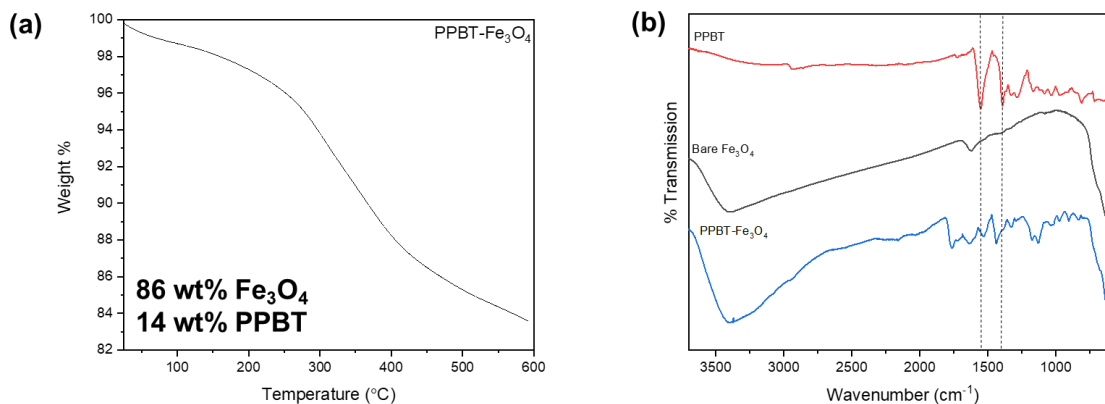 (a)
PPBT-Fe₃O₄
100
98
96
94
92
90
88
86
84
82
Weight %
86 wt% Fe₃O₄
14 wt% PPBT
100 200 300 400 500 600
Temperature (°C)
(b)
PPBT
Bare Fe₃O₄
PPBT-Fe₃O₄
% Transmission
3500 3000 2500 2000 1500 1000
Wavenumber (cm⁻¹)